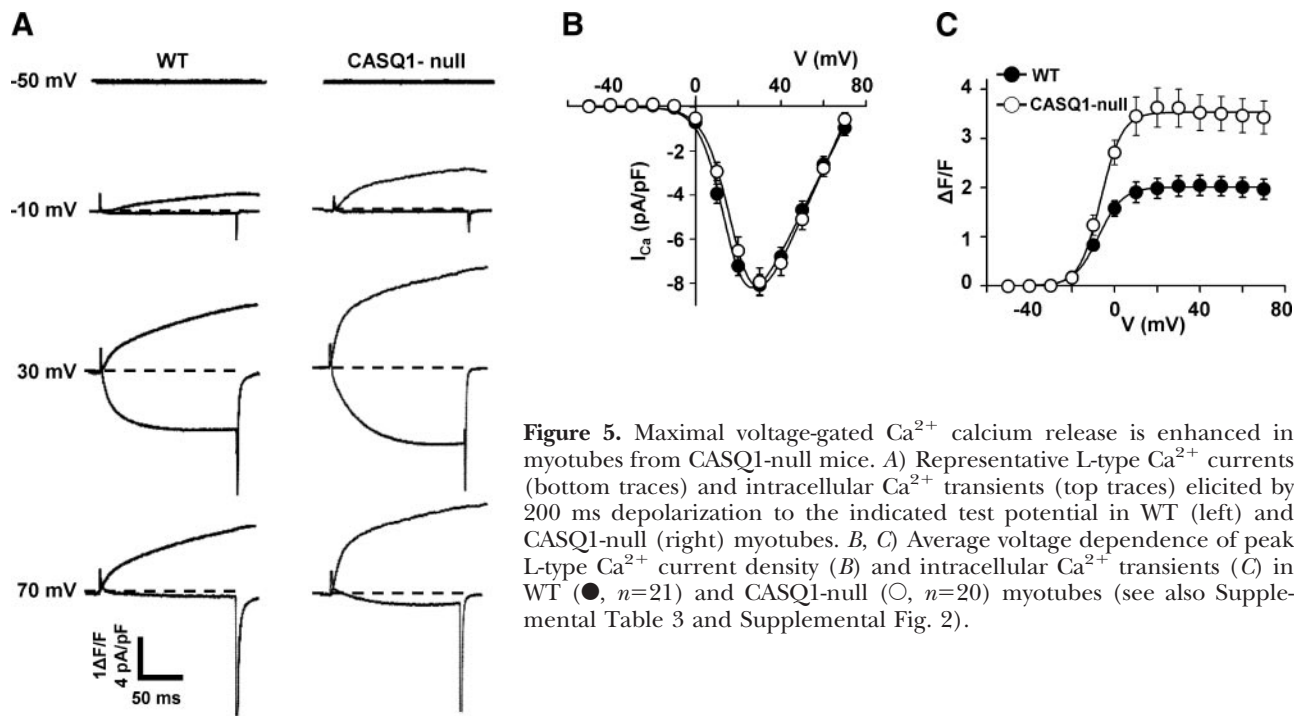 A
WT
CASQ1- null
-50 mV
-10 mV
30 mV
70 mV
1ΔF/F
4 pA/pF
50 ms
B
V (mV)
-40
0
40
80
-2
-4
-6
-8
I_Ca (pA/pF)
C
WT
CASQ1-null
4
3
2
1
0
ΔF/F
-40
0
40
80
V (mV)
Figure 5. Maximal voltage-gated Ca²⁺ calcium release is enhanced in
myotubes from CASQ1-null mice. A) Representative L-type Ca²⁺ currents
(bottom traces) and intracellular Ca²⁺ transients (top traces) elicited by
200 ms depolarization to the indicated test potential in WT (left) and
CASQ1-null (right) myotubes. B, C) Average voltage dependence of peak
L-type Ca²⁺ current density (B) and intracellular Ca²⁺ transients (C) in
WT (●, n=21) and CASQ1-null (○, n=20) myotubes (see also Supple-
mental Table 3 and Supplemental Fig. 2).